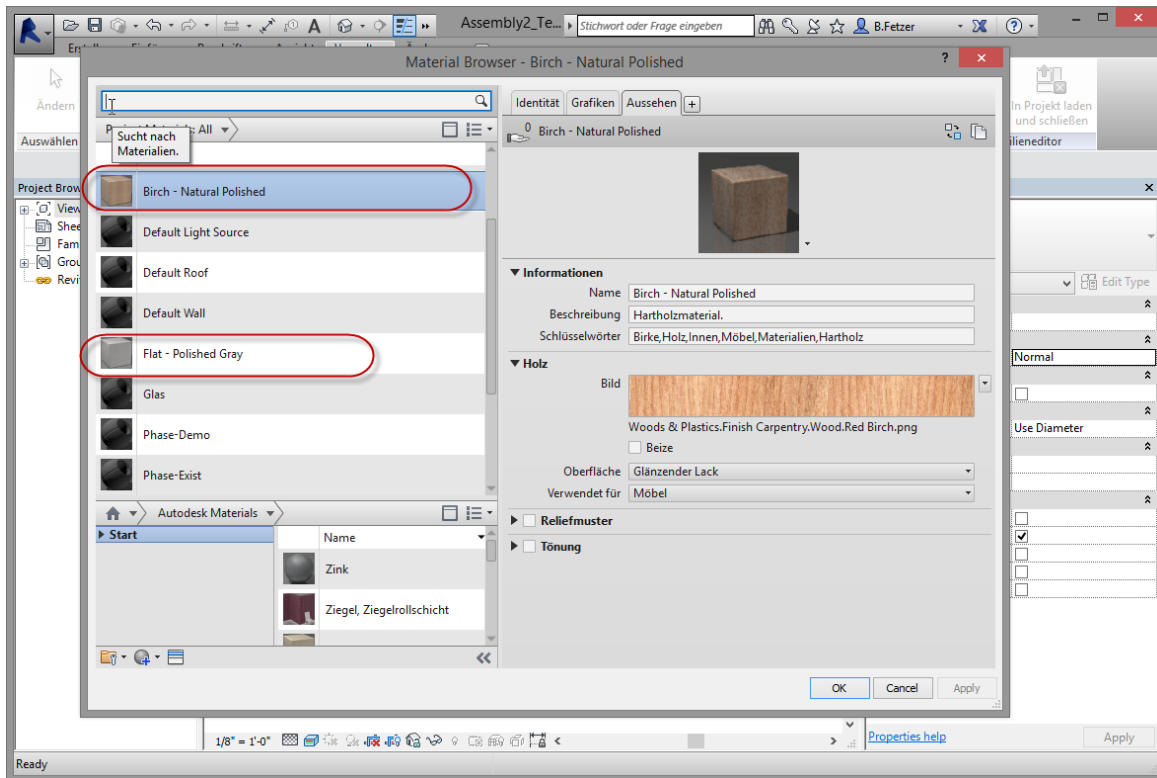 Assembly2_Te...
Stichwort oder Frage eingeben
B.Fetzer
Material Browser - Birch - Natural Polished
Ändern
Auswählen
In Projekt laden
und schließen
ilieneditor
Project Brow
View
Shee
Fam
Grou
Revi
All
Sucht nach
Materialien.
Birch - Natural Polished
Default Light Source
Default Roof
Default Wall
Flat - Polished Gray
Glas
Phase-Demo
Phase-Exist
Autodesk Materials
Start
Name
Zink
Ziegel, Ziegelrollschicht
Identität Grafiken Aussehen
0 Birch - Natural Polished
Informationen
Name Birch - Natural Polished
Beschreibung Hartholzmaterial.
Schlüsselwörter Birke,Holz,Innen,Möbel,Materialien,Hartholz
Holz
Bild
Woods & Plastics.Finish Carpentry.Wood.Red Birch.png
Beize
Oberfläche Glänzender Lack
Verwendet für Möbel
Reliefmuster
Tönung
OK Cancel Apply
Edit Type
Normal
Use Diameter
1/8" = 1'-0"
Properties help
Apply
Ready